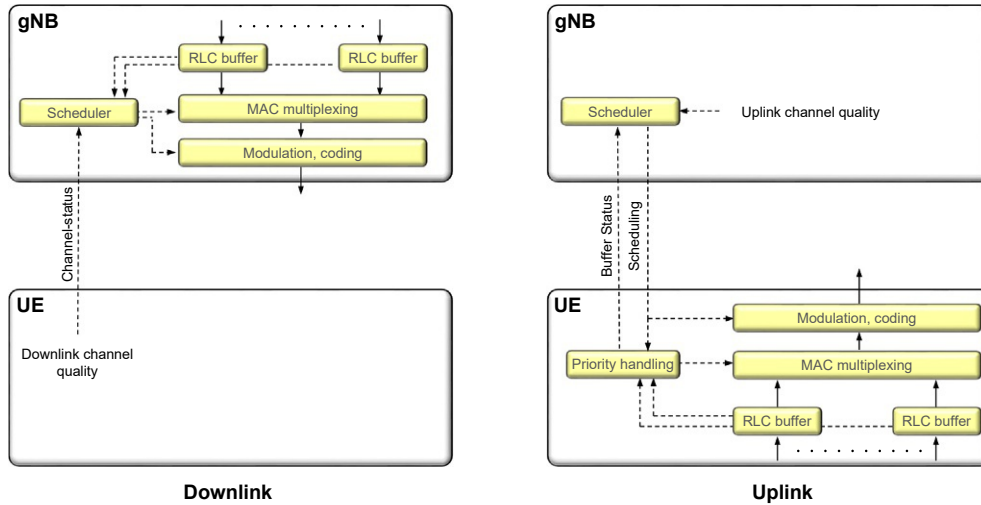 gNB
RLC buffer
RLC buffer
Scheduler
MAC multiplexing
Modulation, coding
Channel-status
UE
Downlink channel
quality
Downlink
gNB
Scheduler
Uplink channel quality
Buffer Status
Scheduling
UE
Modulation, coding
Priority handling
MAC multiplexing
RLC buffer
RLC buffer
Uplink